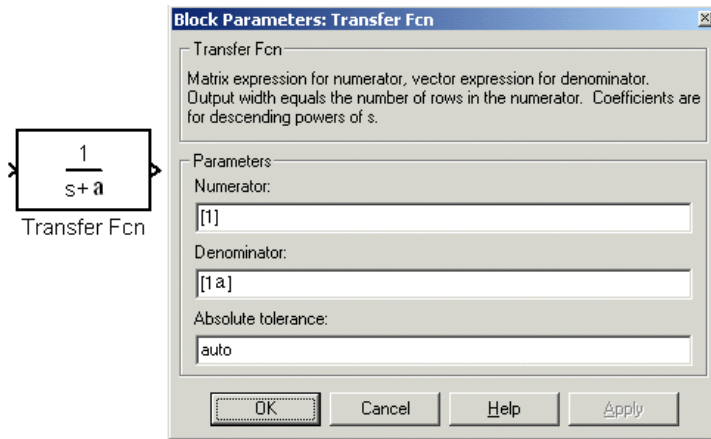 Block Parameters: Transfer Fcn
Transfer Fcn
Matrix expression for numerator, vector expression for denominator.
Output width equals the number of rows in the numerator. Coefficients are
for descending powers of s.
1
s+ a
Transfer Fcn
Parameters
Numerator:
[1]
Denominator:
[1 a]
Absolute tolerance:
auto
OK Cancel Help Apply